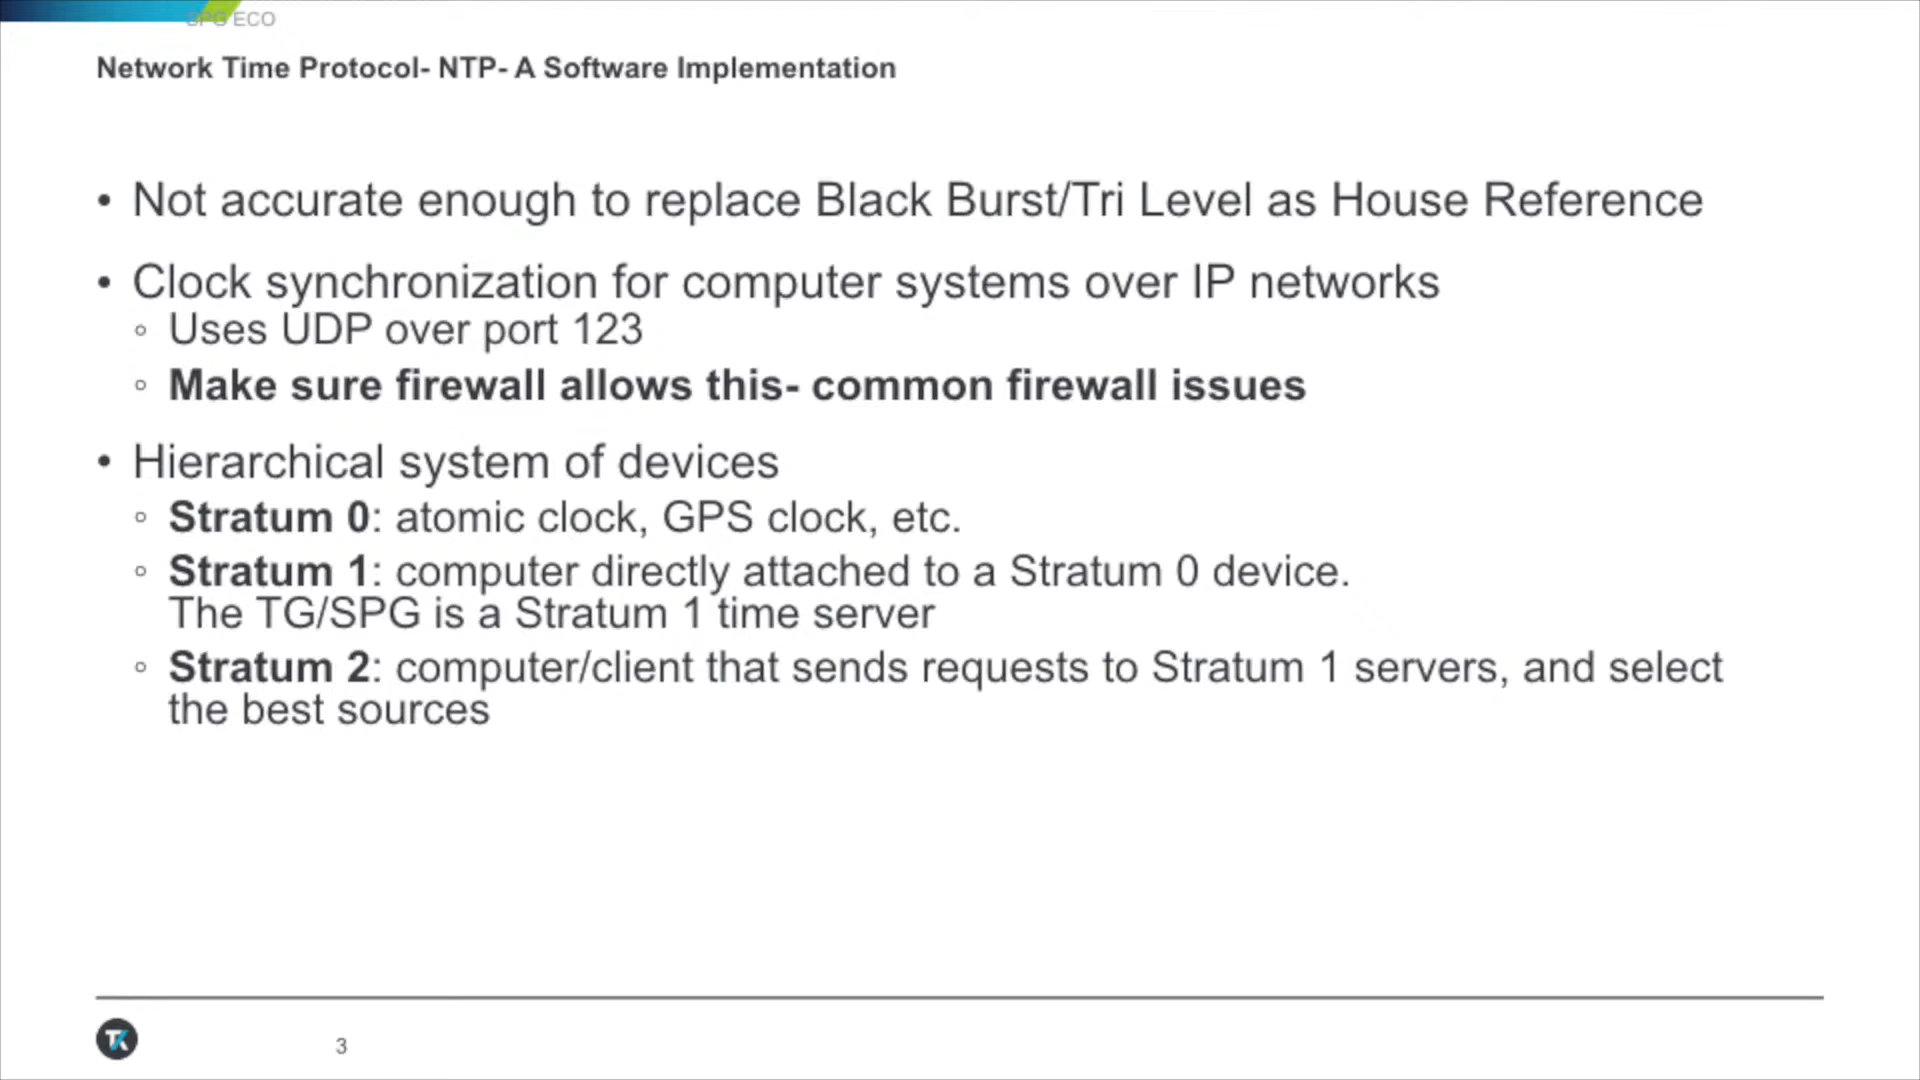 SPG ECO
Network Time Protocol- NTP- A Software Implementation
• Not accurate enough to replace Black Burst/Tri Level as House Reference
• Clock synchronization for computer systems over IP networks
◦ Uses UDP over port 123
◦ Make sure firewall allows this- common firewall issues
• Hierarchical system of devices
◦ Stratum 0: atomic clock, GPS clock, etc.
◦ Stratum 1: computer directly attached to a Stratum 0 device.
The TG/SPG is a Stratum 1 time server
◦ Stratum 2: computer/client that sends requests to Stratum 1 servers, and select
the best sources
TK
3